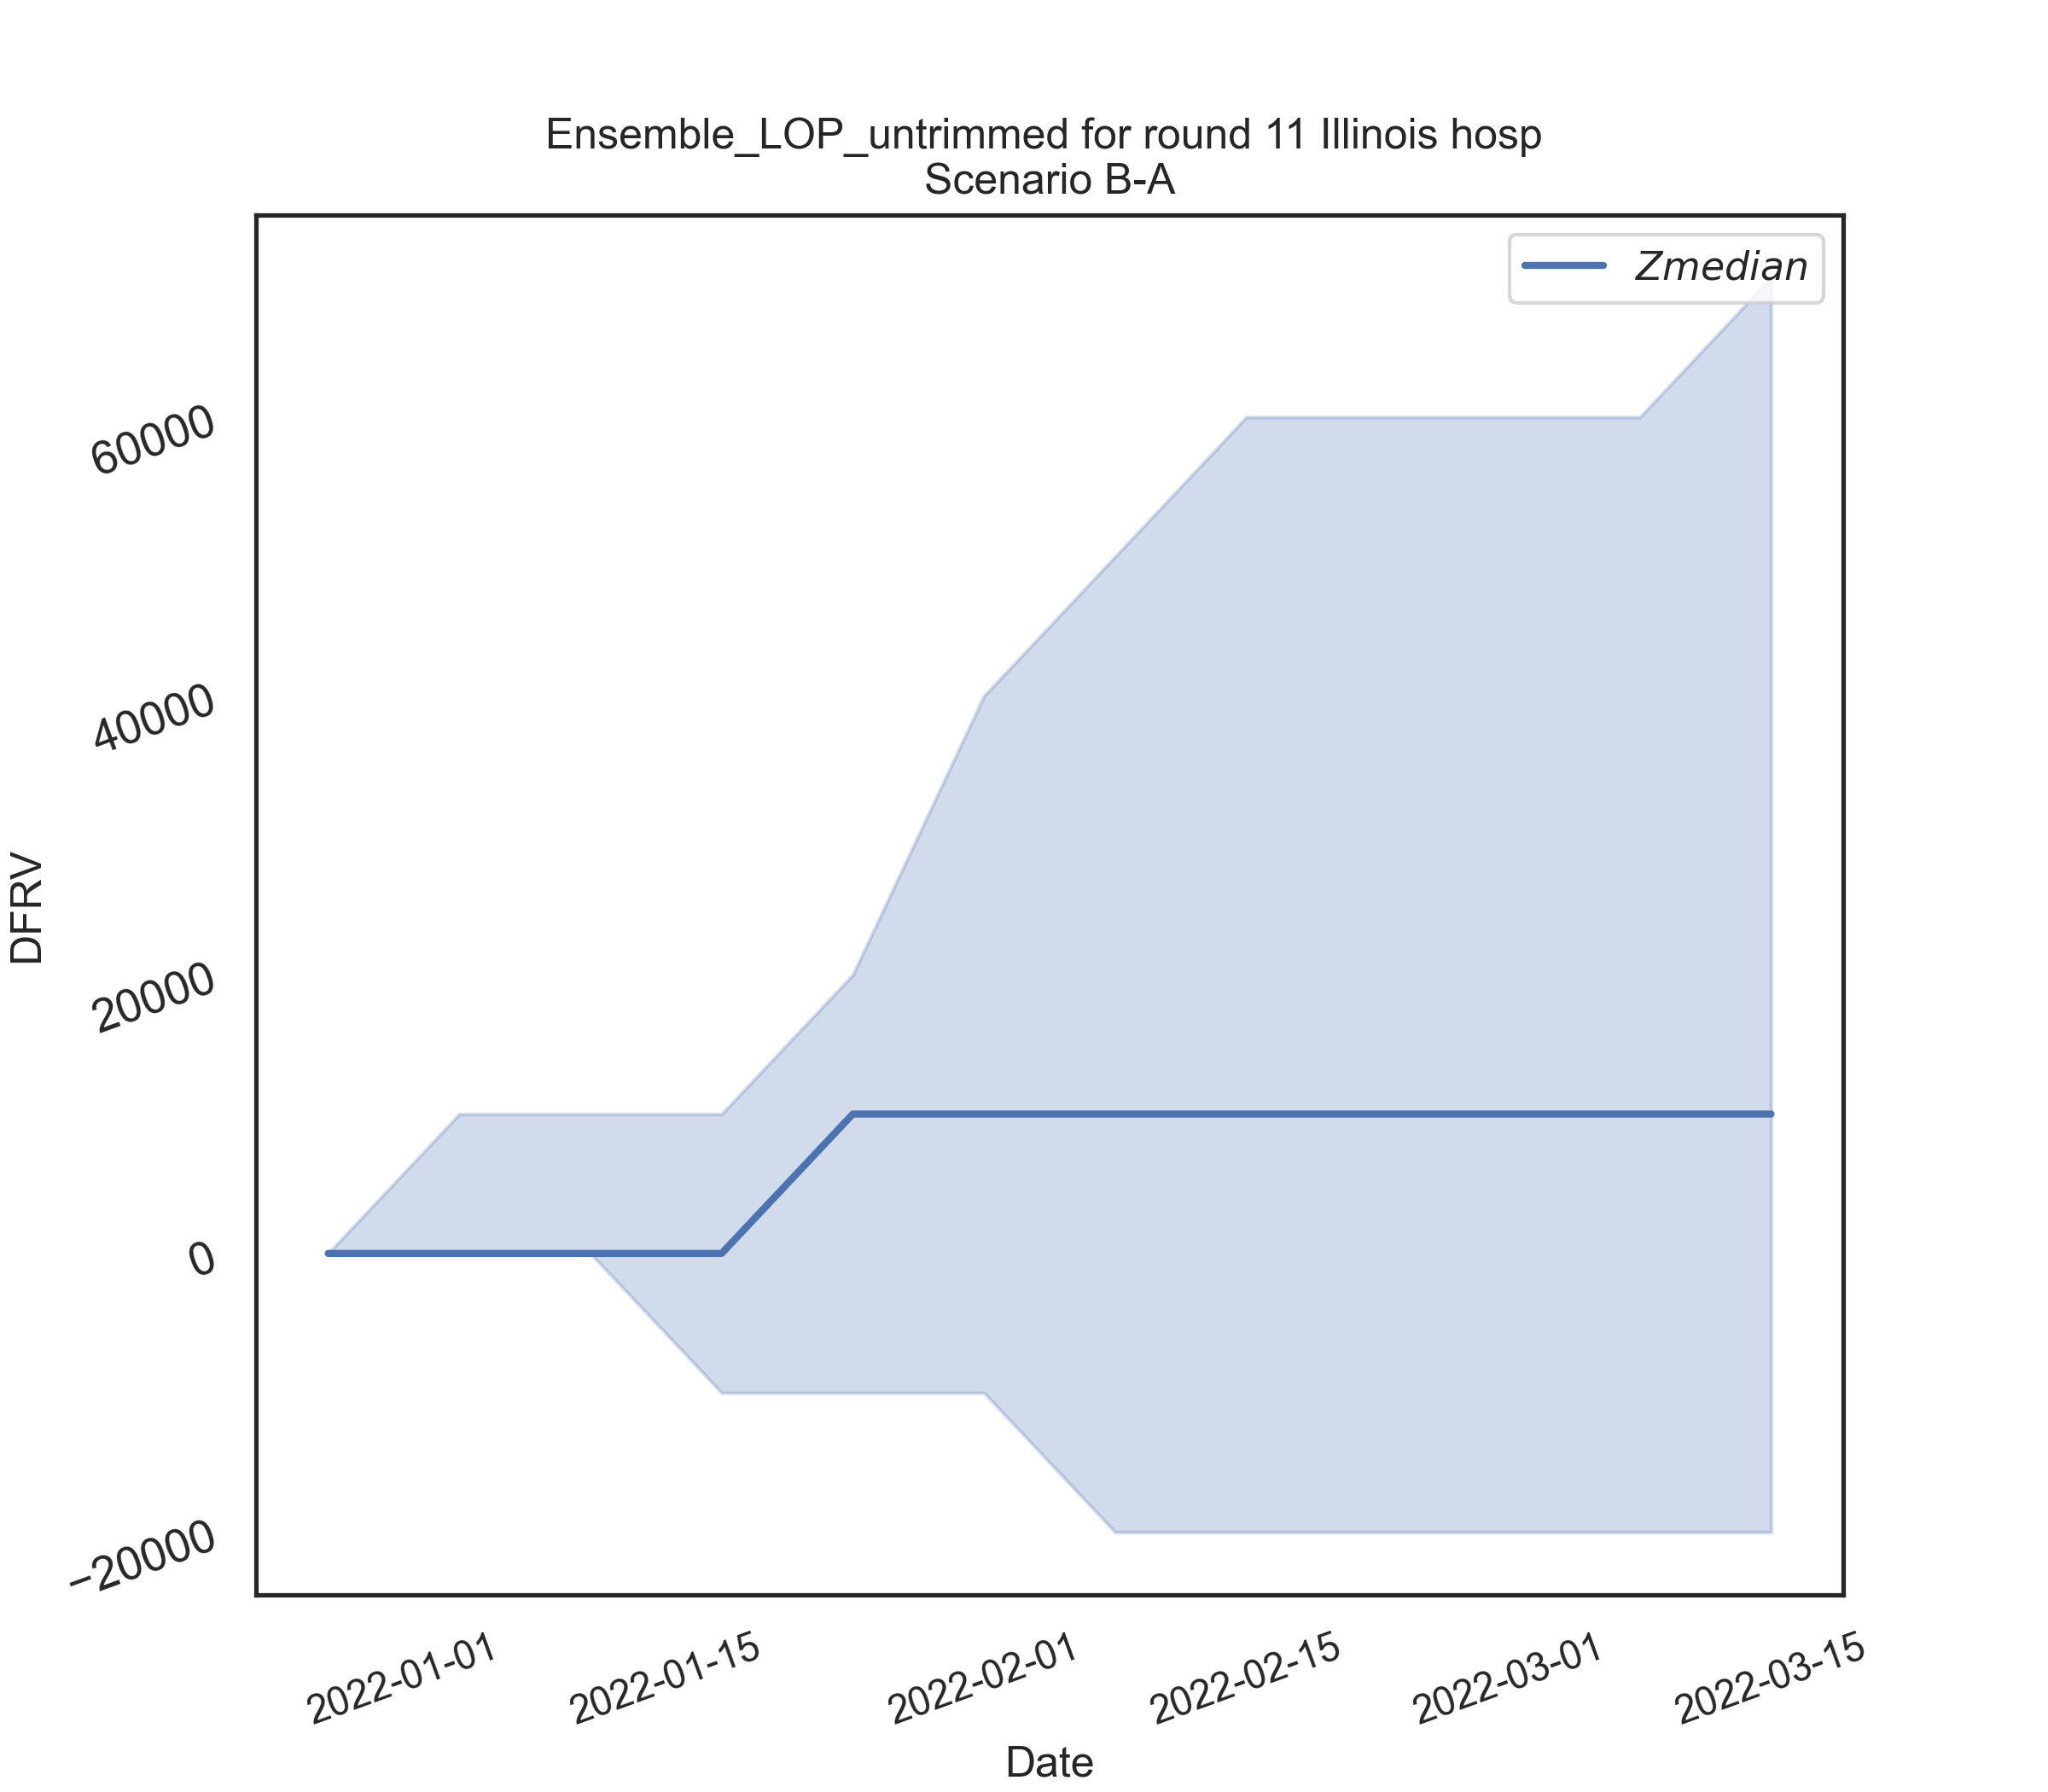 Ensemble_LOP_untrimmed for round 11 Illinois hosp
Scenario B-A
Zmedian
60000
40000
20000
0
−20000
DFRV
2022-01-01
2022-01-15
2022-02-01
2022-02-15
2022-03-01
2022-03-15
Date